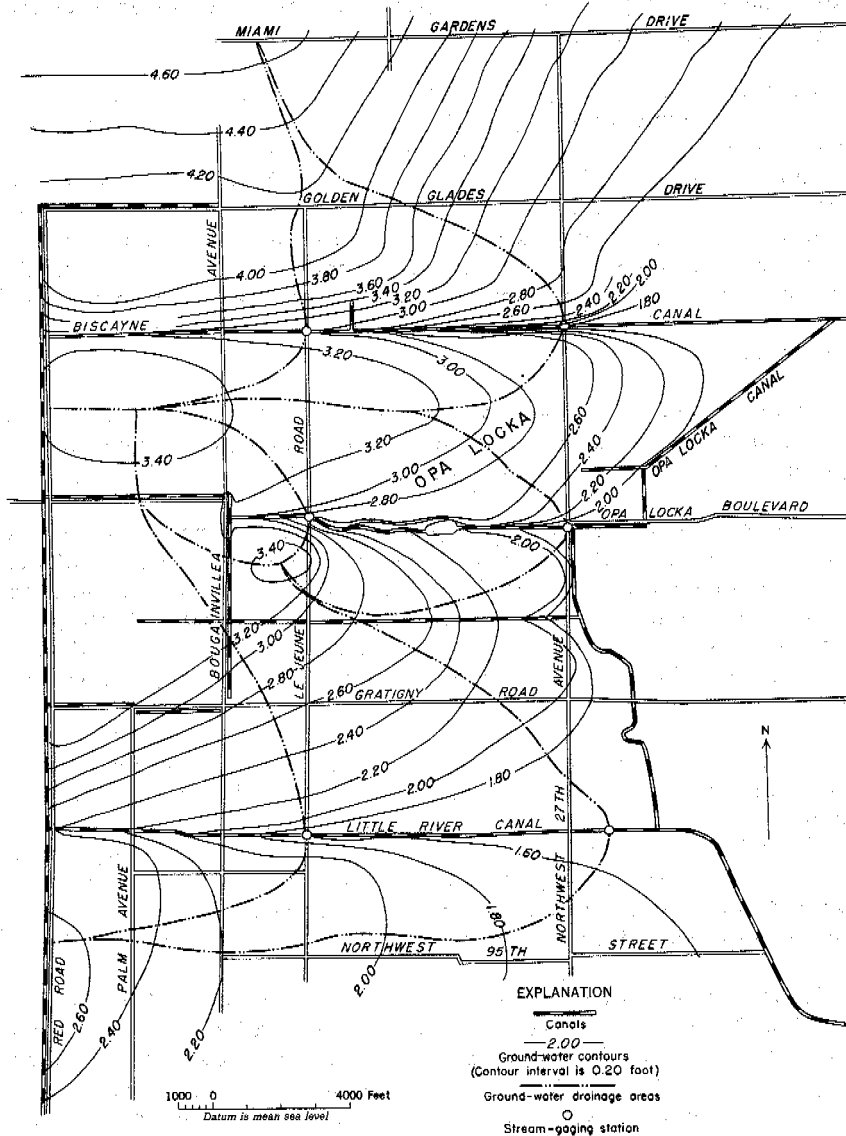 MIAMI GARDENS DRIVE
4.60
4.40
4.20
GOLDEN GLADES DRIVE
AVENUE
4.00
3.80
3.60
3.40
3.20
3.00
2.80
2.60
2.40
2.20
2.00
1.80
BISCAYNE CANAL
3.20
3.00
ROAD
3.20
3.40
3.00
2.80
OPA LOCKA
2.60
2.40
2.20
2.00
OPA LOCKA CANAL
OPA LOCKA BOULEVARD
3.40
2.00
BOUGAINVILLEA
LE JEUNE
AVENUE
3.20
3.00
2.80
2.60
GRATIGNY ROAD
2.40
2.20
2.00
1.80
N
LITTLE RIVER CANAL
NORTHWEST 27TH
1.60
1.80
2.00
NORTHWEST 95TH STREET
RED ROAD
PALM AVENUE
2.60
2.40
2.20
EXPLANATION
Canals
2.00
Ground-water contours
(Contour interval is 0.20 foot)
Ground-water drainage areas
Stream-gaging station
1000 0 4000 Feet
Datum is mean sea level